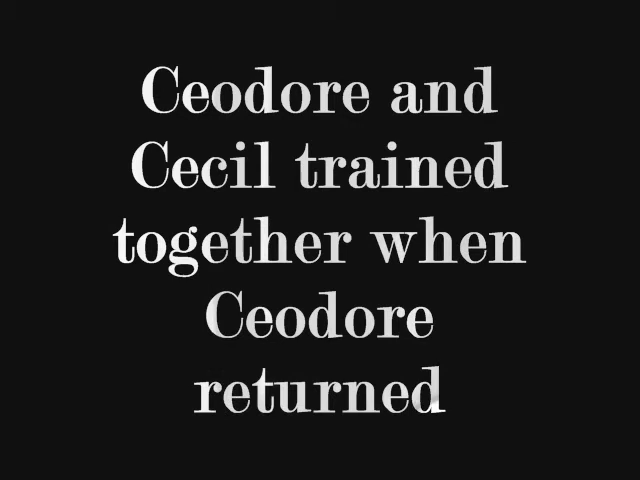 Ceodore and
Cecil trained
together when
Ceodore
returned